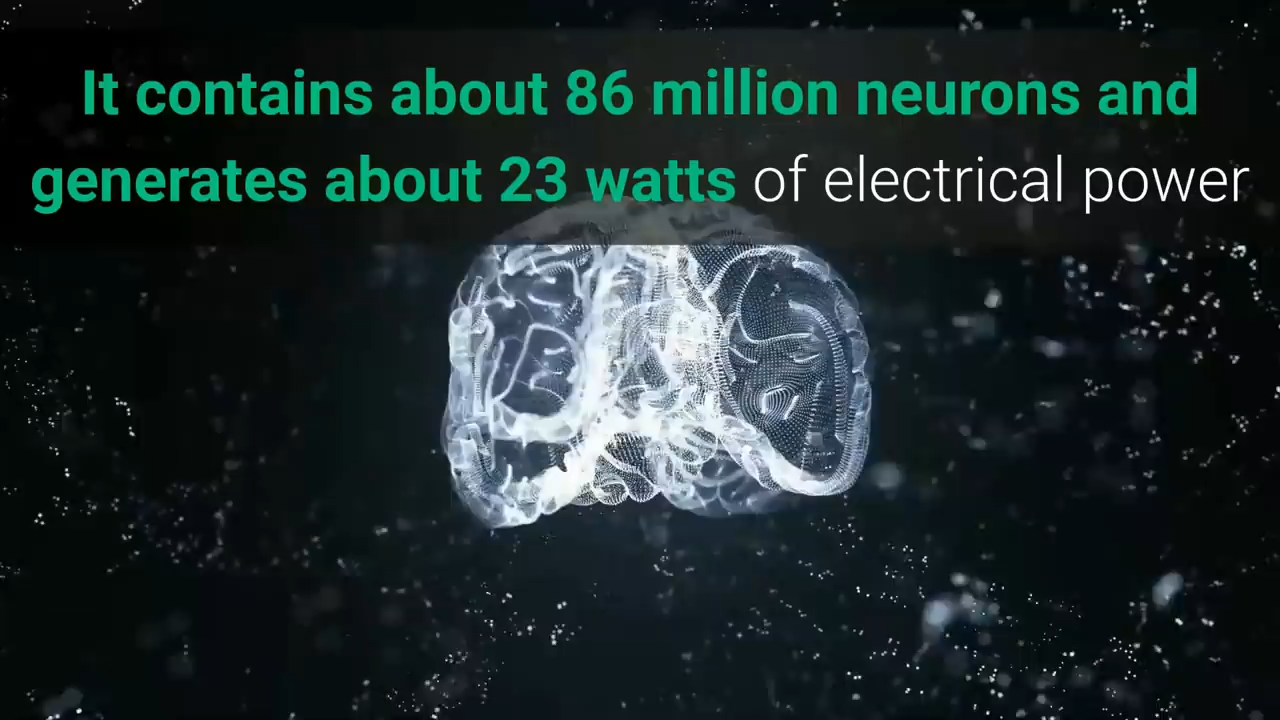 It contains about 86 million neurons and
generates about 23 watts of electrical power